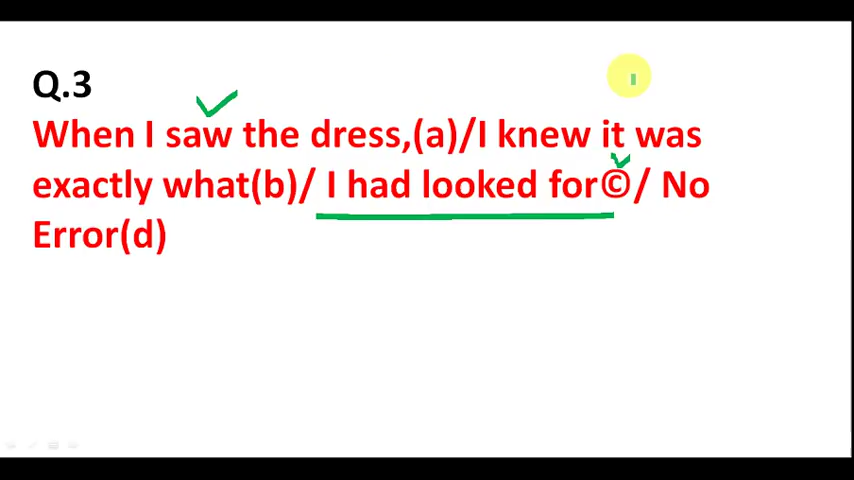 Q.3
When I saw the dress,(a)/I knew it was
exactly what(b)/ I had looked for©/ No
Error(d)